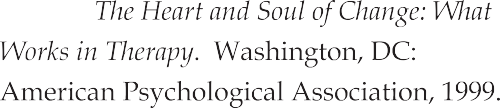 The Heart and Soul of Change: What
Works in Therapy. Washington, DC:
American Psychological Association, 1999.